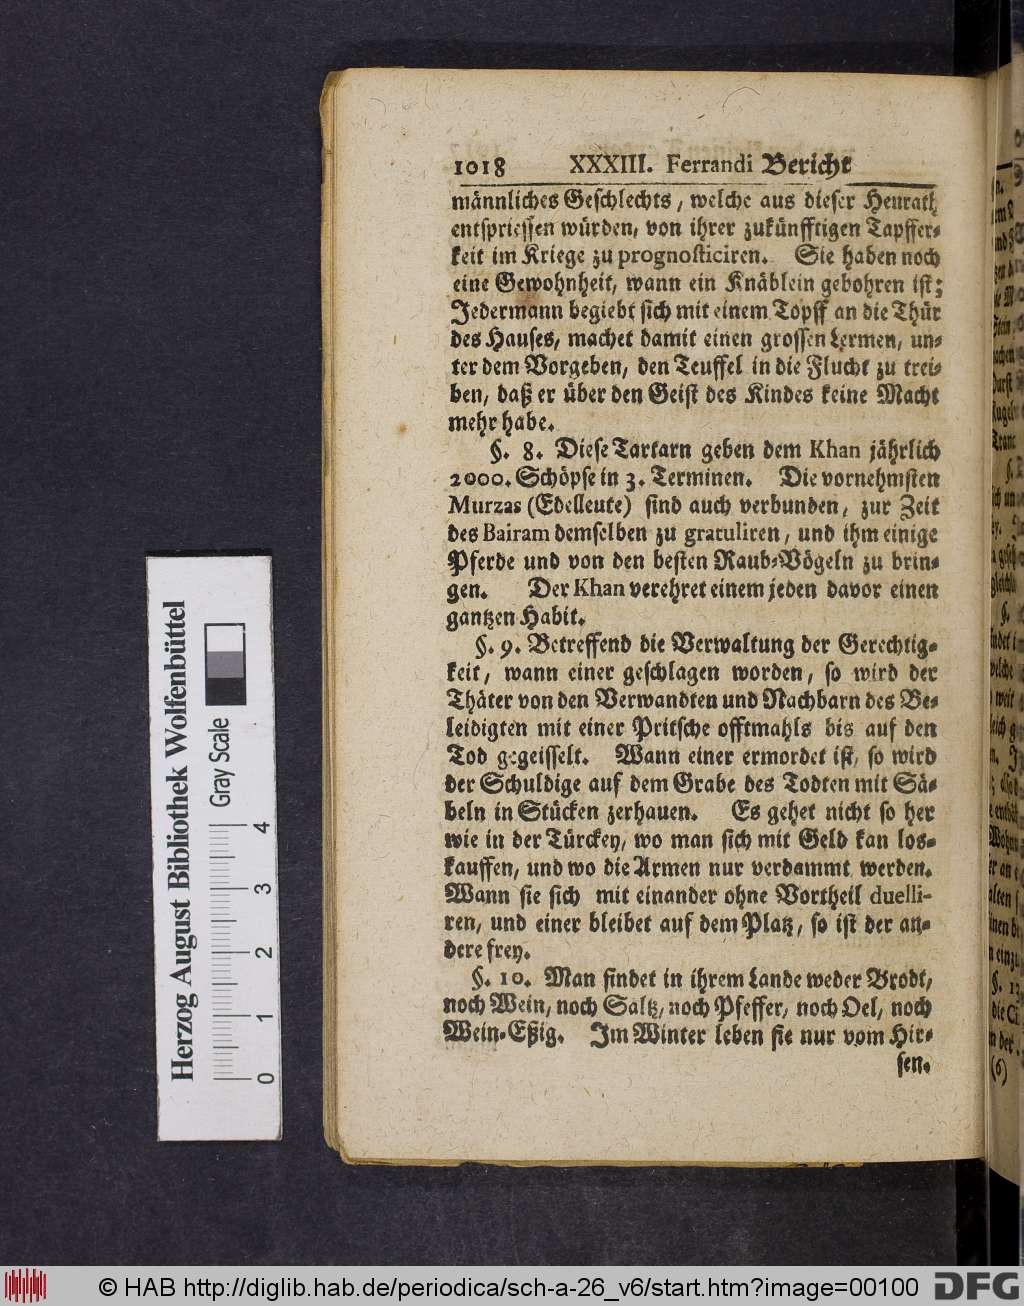 1018 XXXIII. Ferrandi Bericht
männliches Geschlechts, welche aus dieser Heurath
entspriessen würden, von ihrer zukünfftigen Tapffer-
keit im Kriege zu prognosticiren. Sie haben noch
eine Gewohnheit, wann ein Knäblein gebohren ist;
Jedermann begiebt sich mit einem Topff an die Thür
des Hauses, machet damit einen grossen Lermen, un-
ter dem Vorgeben, den Teuffel in die Flucht zu trei-
ben, daß er über den Geist des Kindes keine Macht
mehr habe.
§. 8. Diese Tartarn geben dem Khan jährlich
2000. Schöpse in 3. Terminen. Die vornehmsten
Murzas (Edelleute) sind auch verbunden, zur Zeit
des Bairam demselben zu gratuliren, und ihm einige
Pferde und von den besten Raub-Vögeln zu brin-
gen. Der Khan verehret einem jeden davor einen
gantzen Habit.
§. 9. Betreffend die Verwaltung der Gerechtig-
keit, wann einer geschlagen worden, so wird der
Thäter von den Verwandten und Nachbarn des Be-
leidigten mit einer Pritsche offtmahls bis auf den
Tod gegeisselt. Wann einer ermordet ist, so wird
der Schuldige auf dem Grabe des Todten mit Sä-
beln in Stücken zerhauen. Es gehet nicht so her
wie in der Türckey, wo man sich mit Geld kan los-
kauffen, und wo die Armen nur verdammt werden.
Wann sie sich mit einander ohne Vortheil duelli-
ren, und einer bleibet auf dem Platz, so ist der an-
dere frey.
§. 10. Man findet in ihrem Lande weder Brodt,
noch Wein, noch Saltz, noch Pfeffer, noch Oel, noch
Wein-Eßig. Im Winter leben sie nur vom Hir-
sen.
Herzog August Bibliothek Wolfenbüttel
Gray Scale
0 1 2 3 4
© HAB http://diglib.hab.de/periodica/sch-a-26_v6/start.htm?image=00100
DFG